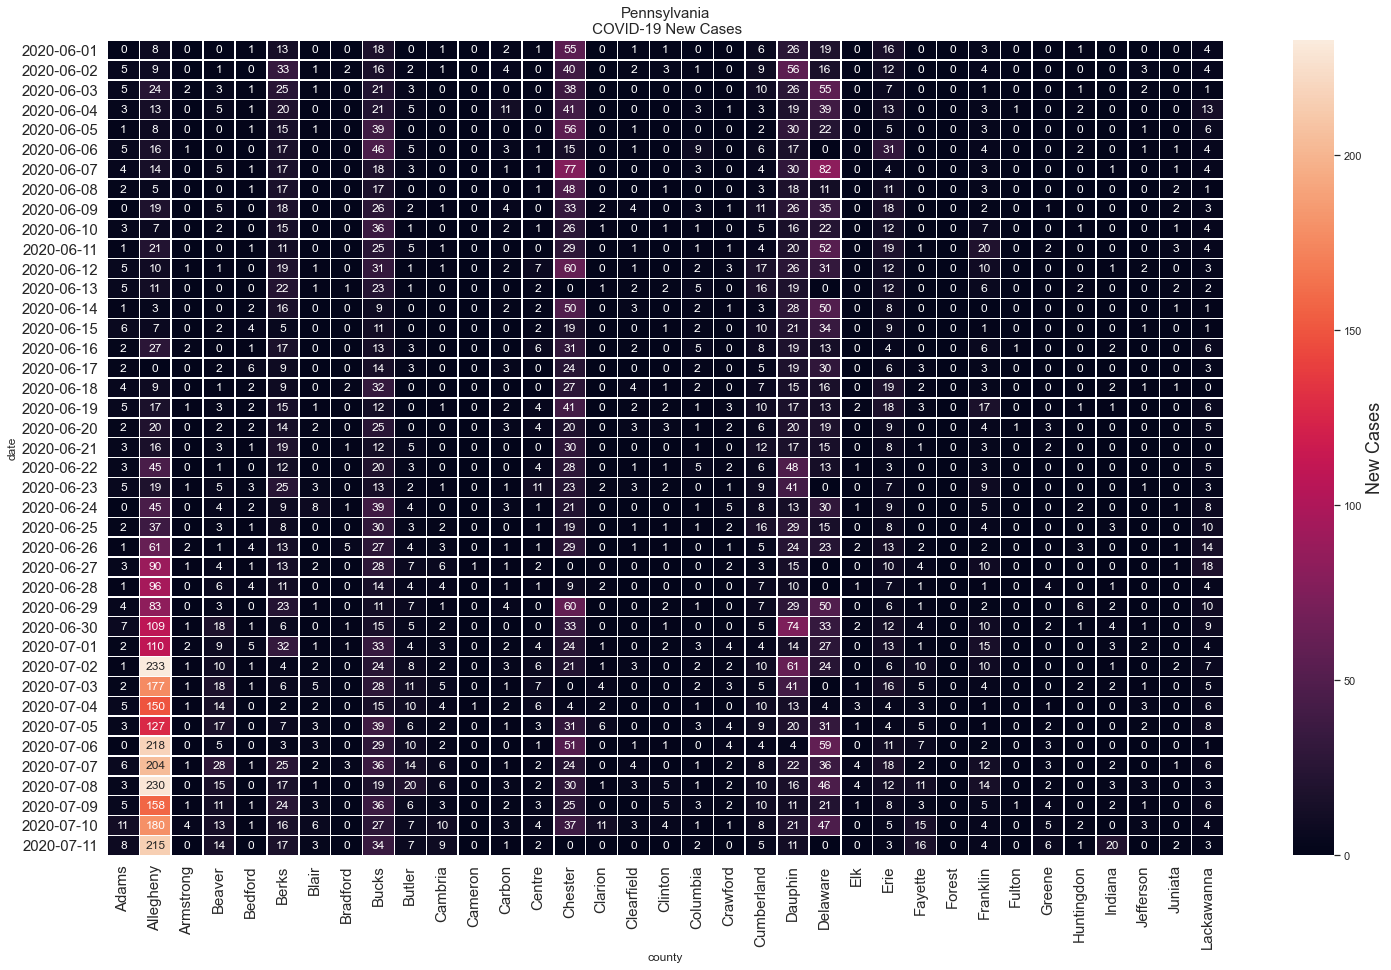 Pennsylvania
COVID-19 New Cases
2020-06-01 0 8 0 0 1 13 0 0 18 0 1 0 2 1 55 0 1 1 0 0 6 26 19 0 16 0 0 3 0 0 1 0 0 0 4
2020-06-02 5 9 0 1 0 33 1 2 16 2 1 0 4 0 40 0 2 3 1 0 9 56 16 0 12 0 0 4 0 0 0 0 3 0 4
2020-06-03 5 24 2 3 1 25 1 0 21 3 0 0 0 0 38 0 0 0 0 0 10 26 55 0 7 0 0 1 0 0 1 0 2 0 1
2020-06-04 3 13 0 5 1 20 0 0 21 5 0 0 11 0 41 0 0 0 3 1 3 19 39 0 13 0 0 3 1 0 2 0 0 0 13
2020-06-05 1 8 0 0 1 15 1 0 39 0 0 0 0 0 56 0 1 0 0 0 2 30 22 0 5 0 0 3 0 0 0 0 1 0 6
2020-06-06 5 16 1 0 0 17 0 0 46 5 0 0 3 1 15 0 1 0 9 0 6 17 0 0 31 0 0 4 0 0 2 0 1 1 4
2020-06-07 4 14 0 5 1 17 0 0 18 3 0 0 1 1 77 0 0 0 3 0 4 30 82 0 4 0 0 3 0 0 0 1 0 1 4
2020-06-08 2 5 0 0 1 17 0 0 17 0 0 0 0 1 48 0 0 1 0 0 3 18 11 0 11 0 0 3 0 0 0 0 0 2 1
2020-06-09 0 19 0 5 0 18 0 0 26 2 1 0 4 0 33 2 4 0 3 1 11 26 35 0 18 0 0 2 0 1 0 0 0 2 3
2020-06-10 3 7 0 2 0 15 0 0 36 1 0 0 2 1 26 1 0 1 1 0 5 16 22 0 12 0 0 7 0 0 1 0 0 1 4
2020-06-11 1 21 0 0 1 11 0 0 25 5 1 0 0 0 29 0 1 0 1 1 4 20 52 0 19 1 0 20 0 2 0 0 0 3 4
2020-06-12 5 10 1 1 0 19 1 0 31 1 1 0 2 7 60 0 1 0 2 3 17 26 31 0 12 0 0 10 0 0 0 1 2 0 3
2020-06-13 5 11 0 0 0 22 1 1 23 1 0 0 0 2 0 1 2 2 5 0 16 19 0 0 12 0 0 6 0 0 2 0 0 2 2
2020-06-14 1 3 0 0 2 16 0 0 9 0 0 0 2 2 50 0 3 0 2 1 3 28 50 0 8 0 0 0 0 0 0 0 0 1 1
2020-06-15 6 7 0 2 4 5 0 0 11 0 0 0 0 2 19 0 0 1 2 0 10 21 34 0 9 0 0 1 0 0 0 0 1 0 1
2020-06-16 2 27 2 0 1 17 0 0 13 3 0 0 0 6 31 0 2 0 5 0 8 19 13 0 4 0 0 6 1 0 0 2 0 0 6
2020-06-17 2 0 0 2 6 9 0 0 14 3 0 0 3 0 24 0 0 0 2 0 5 19 30 0 6 3 0 3 0 0 0 0 0 0 3
2020-06-18 4 9 0 1 2 9 0 2 32 0 0 0 0 0 27 0 4 1 2 0 7 15 16 0 19 2 0 3 0 0 0 2 1 1 0
2020-06-19 5 17 1 3 2 15 1 0 12 0 1 0 2 4 41 0 2 2 1 3 10 17 13 2 18 3 0 17 0 0 1 1 0 0 6
2020-06-20 2 20 0 2 2 14 2 0 25 0 0 0 3 4 20 0 3 3 1 2 6 20 19 0 9 0 0 4 1 3 0 0 0 0 5
2020-06-21 3 16 0 3 1 19 0 1 12 5 0 0 0 0 30 0 0 1 0 0 12 17 15 0 8 1 0 3 0 2 0 0 0 0 0
2020-06-22 3 45 0 1 0 12 0 0 20 3 0 0 0 4 28 0 1 1 5 2 6 48 13 1 3 0 0 3 0 0 0 0 0 0 5
2020-06-23 5 19 1 5 3 25 3 0 13 2 1 0 1 11 23 2 3 2 0 1 9 41 0 0 7 0 0 9 0 0 0 0 1 0 3
2020-06-24 0 45 0 4 2 9 8 1 39 4 0 0 3 1 21 0 0 0 1 5 8 13 30 1 9 0 0 5 0 0 2 0 0 1 8
2020-06-25 2 37 0 3 1 8 0 0 30 3 2 0 0 1 19 0 1 1 1 2 16 29 15 0 8 0 0 4 0 0 0 3 0 0 10
2020-06-26 1 61 2 1 4 13 0 5 27 4 3 0 1 1 29 0 1 1 0 1 5 24 23 2 13 2 0 2 0 0 3 0 0 1 14
2020-06-27 3 90 1 4 1 13 2 0 28 7 6 1 1 2 0 0 0 0 0 2 3 15 0 0 10 4 0 10 0 0 0 0 0 1 18
2020-06-28 1 96 0 6 4 11 0 0 14 4 4 0 1 1 9 2 0 0 0 0 7 10 0 1 7 1 0 1 0 4 0 1 0 0 4
2020-06-29 4 83 0 3 0 23 1 0 11 7 1 0 4 0 60 0 0 2 1 0 7 29 50 0 6 1 0 2 0 0 6 2 0 0 10
2020-06-30 7 109 1 18 1 6 0 1 15 5 2 0 0 0 33 0 0 1 0 0 5 74 33 2 12 4 0 10 0 2 1 4 1 0 9
2020-07-01 2 110 2 9 5 32 1 1 33 4 3 0 2 4 24 1 0 2 3 4 4 14 27 0 13 1 0 15 0 0 0 3 2 0 4
2020-07-02 1 233 1 10 1 4 2 0 24 8 2 0 3 6 21 1 3 0 2 2 10 61 24 0 6 10 0 10 0 0 0 2 0 2 7
2020-07-03 2 177 1 18 1 6 5 0 28 11 5 0 1 7 0 4 0 0 2 3 5 41 0 0 16 5 0 4 0 0 2 2 1 0 5
2020-07-04 5 150 1 14 0 2 2 0 15 10 4 1 2 6 4 2 0 0 1 0 10 13 4 3 4 3 0 1 0 1 0 0 3 0 6
2020-07-05 3 127 0 17 0 7 3 0 39 6 2 0 1 3 31 6 0 0 3 4 9 20 31 1 4 5 0 1 0 2 0 0 2 0 8
2020-07-06 0 218 0 5 0 3 3 0 29 10 2 0 0 1 51 0 1 1 0 4 4 4 59 0 11 7 0 2 0 3 0 0 0 0 1
2020-07-07 6 204 1 28 1 25 2 3 36 14 6 0 2 1 24 0 4 0 1 2 8 22 36 4 18 2 0 12 0 3 0 2 0 1 6
2020-07-08 3 230 0 15 0 17 1 0 19 20 6 0 3 2 30 1 3 5 1 2 10 16 46 4 12 11 0 14 0 2 0 3 3 0 3
2020-07-09 5 158 1 11 1 24 3 0 36 6 3 0 2 3 25 0 0 5 3 2 10 11 21 1 8 3 0 5 1 4 0 2 1 0 6
2020-07-10 11 180 4 13 1 16 6 0 27 7 10 0 3 4 37 11 3 4 1 1 8 21 47 0 5 15 0 4 0 5 2 0 3 0 4
2020-07-11 8 215 0 14 0 17 3 0 34 7 9 0 1 2 0 0 0 0 2 0 5 11 0 0 3 16 0 4 0 6 1 20 0 2 3
date
Adams Allegheny Armstrong Beaver Bedford Berks Blair Bradford Bucks Butler Cambria Cameron Carbon Centre Chester Clarion Clearfield Clinton Columbia Crawford Cumberland Dauphin Delaware Elk Erie Fayette Forest Franklin Fulton Greene Huntingdon Indiana Jefferson Juniata Lackawanna
county
200
150
100
50
0
New Cases